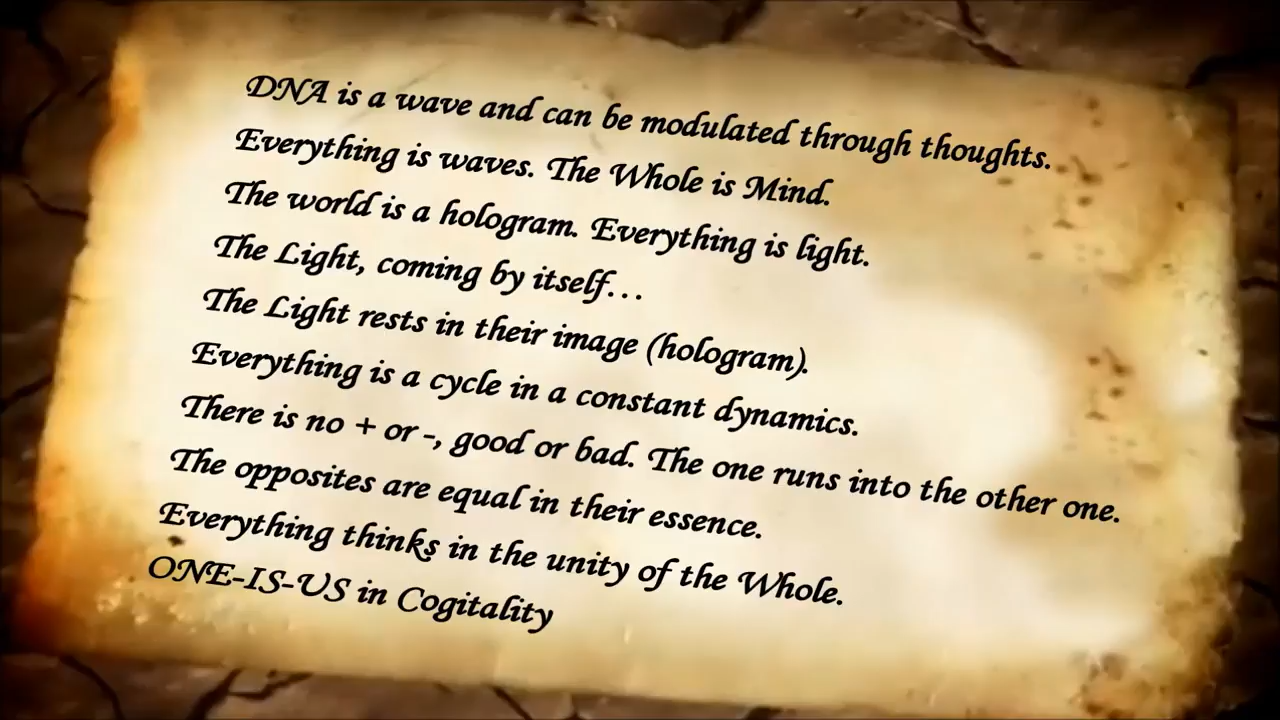 DNA is a wave and can be modulated through thoughts.
Everything is waves. The Whole is Mind.
The world is a hologram. Everything is light.
The Light, coming by itself…
The Light rests in their image (hologram).
Everything is a cycle in a constant dynamics.
There is no + or -, good or bad. The one runs into the other one.
The opposites are equal in their essence.
Everything thinks in the unity of the Whole.
ONE-IS-US in Cogitality